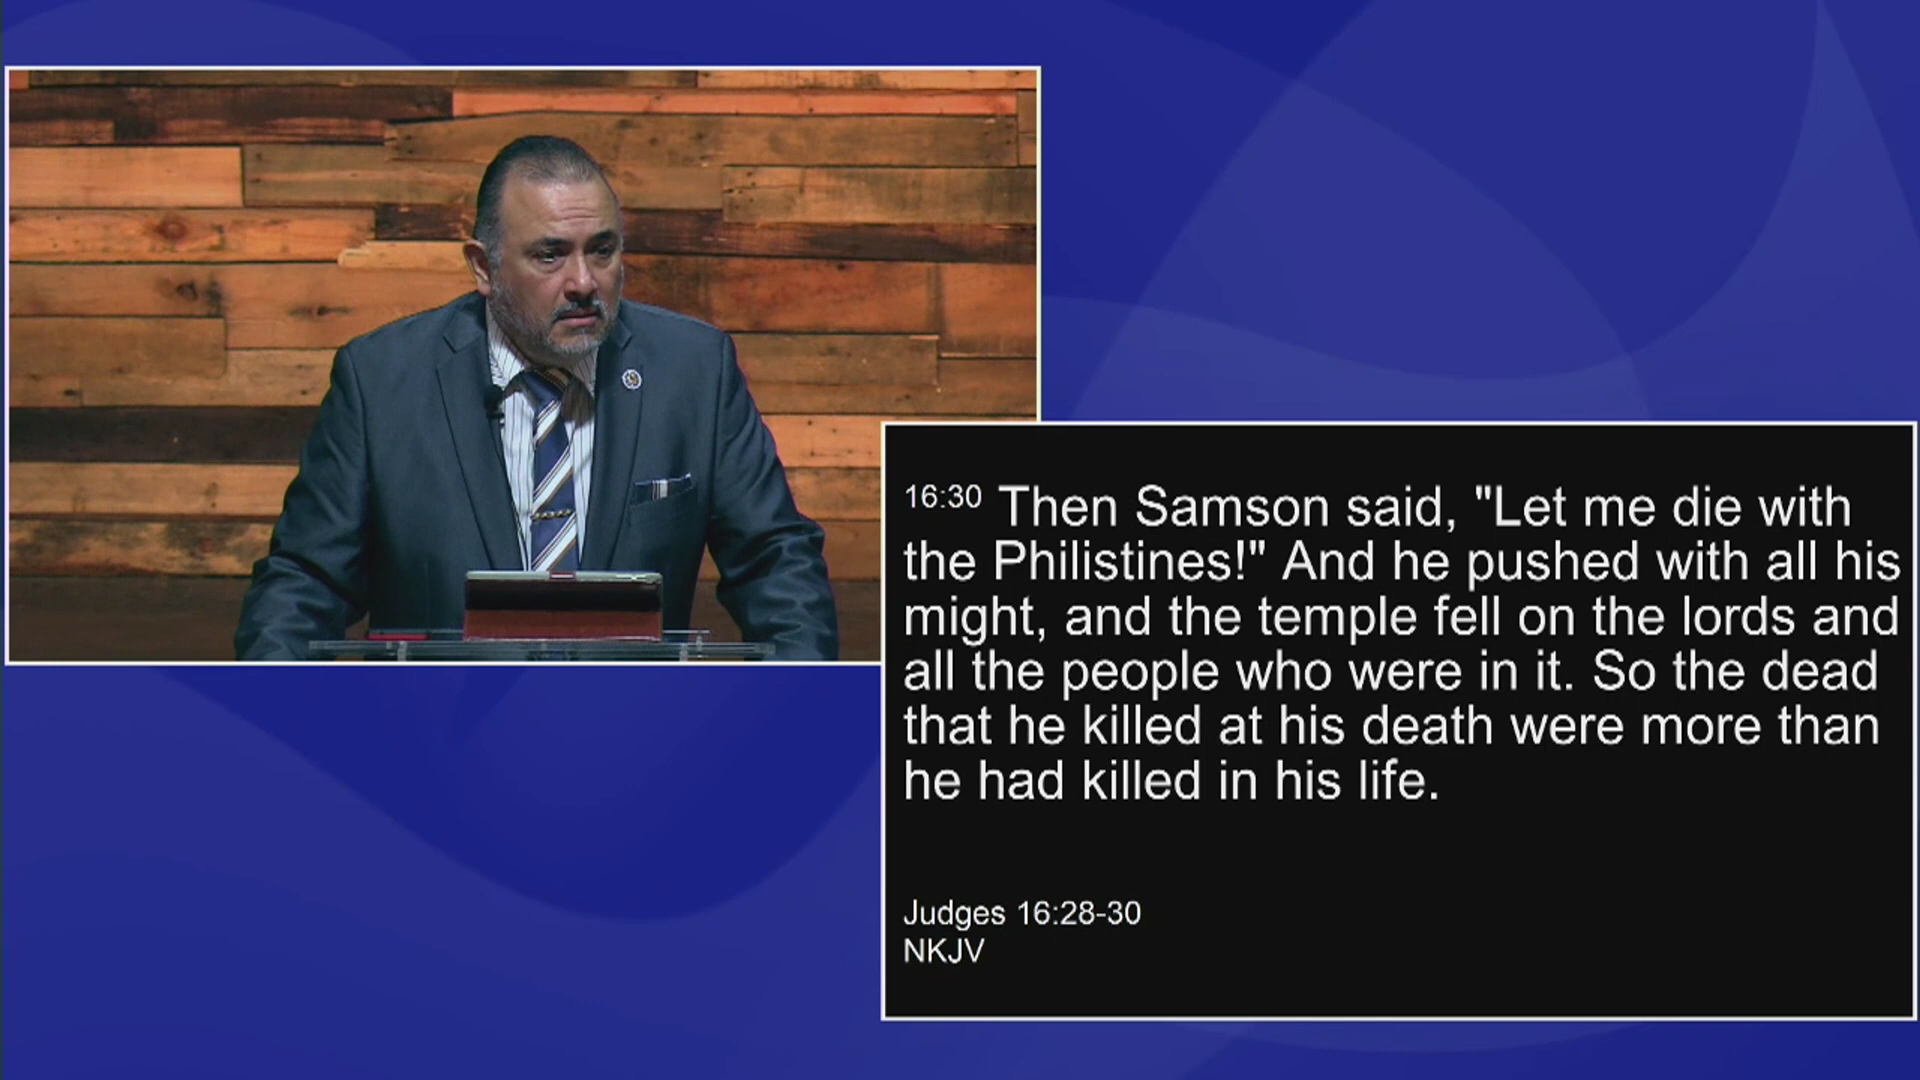 16:30 Then Samson said, "Let me die with
the Philistines!" And he pushed with all his
might, and the temple fell on the lords and
all the people who were in it. So the dead
that he killed at his death were more than
he had killed in his life.
Judges 16:28-30
NKJV